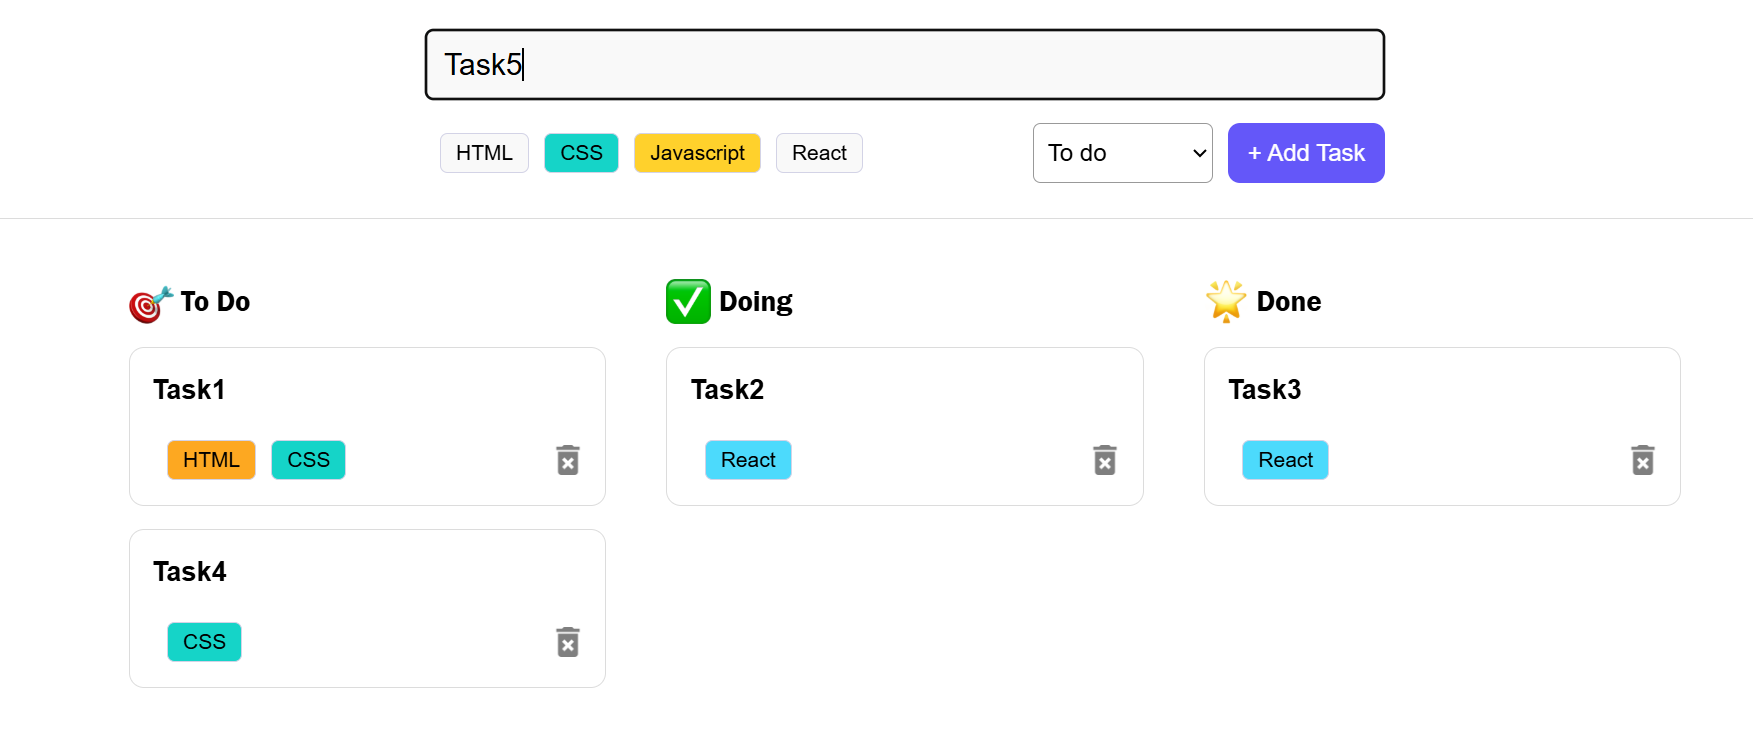 Task5
HTML CSS Javascript React To do + Add Task
To Do Doing Done
Task1 Task2 Task3
HTML CSS React React
Task4
CSS